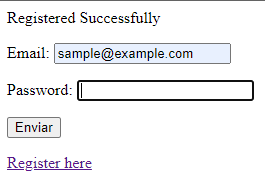 Registered Successfully
Email: sample@example.com
Password:
Enviar
Register here